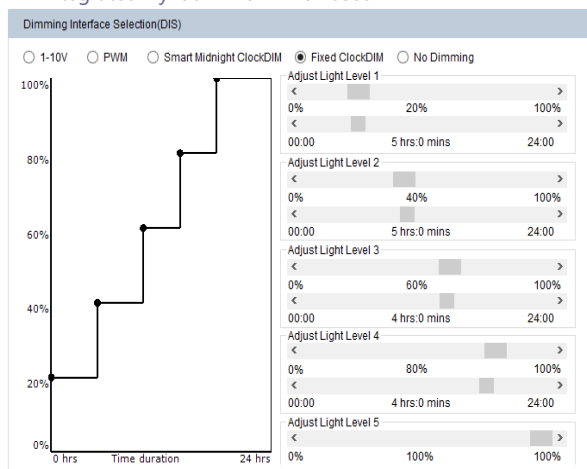 Dimming Interface Selection(DIS)
1-10V PWM Smart Midnight ClockDIM Fixed ClockDIM No Dimming
100%
80%
60%
40%
20%
0%
0 hrs Time duration 24 hrs
Adjust Light Level 1
0% 20% 100%
00:00 5 hrs:0 mins 24:00
Adjust Light Level 2
0% 40% 100%
00:00 5 hrs:0 mins 24:00
Adjust Light Level 3
0% 60% 100%
00:00 4 hrs:0 mins 24:00
Adjust Light Level 4
0% 80% 100%
00:00 4 hrs:0 mins 24:00
Adjust Light Level 5
0% 100% 100%